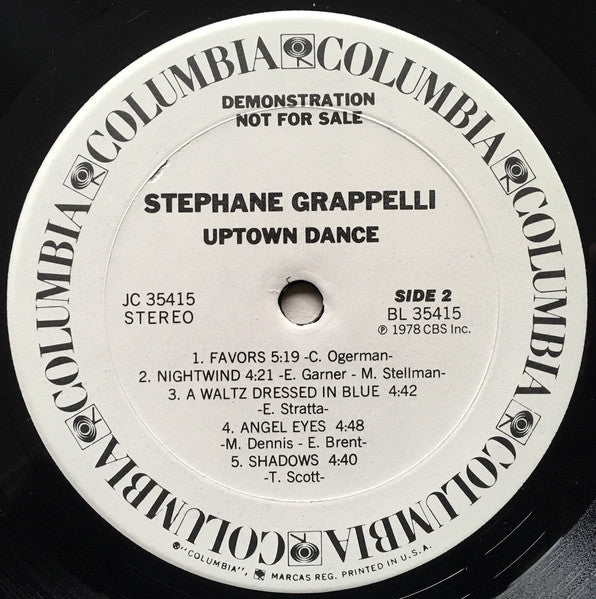 COLUMBIA COLUMBIA COLUMBIA COLUMBIA COLUMBIA COLUMBIA COLUMBIA COLUMBIA
DEMONSTRATION
NOT FOR SALE
STEPHANE GRAPPELLI
UPTOWN DANCE
JC 35415
STEREO
SIDE 2
BL 35415
℗ 1978 CBS Inc.
1. FAVORS 5:19 -C. Ogerman-
2. NIGHTWIND 4:21 -E. Garner - M. Stellman-
3. A WALTZ DRESSED IN BLUE 4:42
-E. Stratta-
4. ANGEL EYES 4:48
-M. Dennis - E. Brent-
5. SHADOWS 4:40
-T. Scott-
®"COLUMBIA", MARCAS REG. PRINTED IN U.S.A.